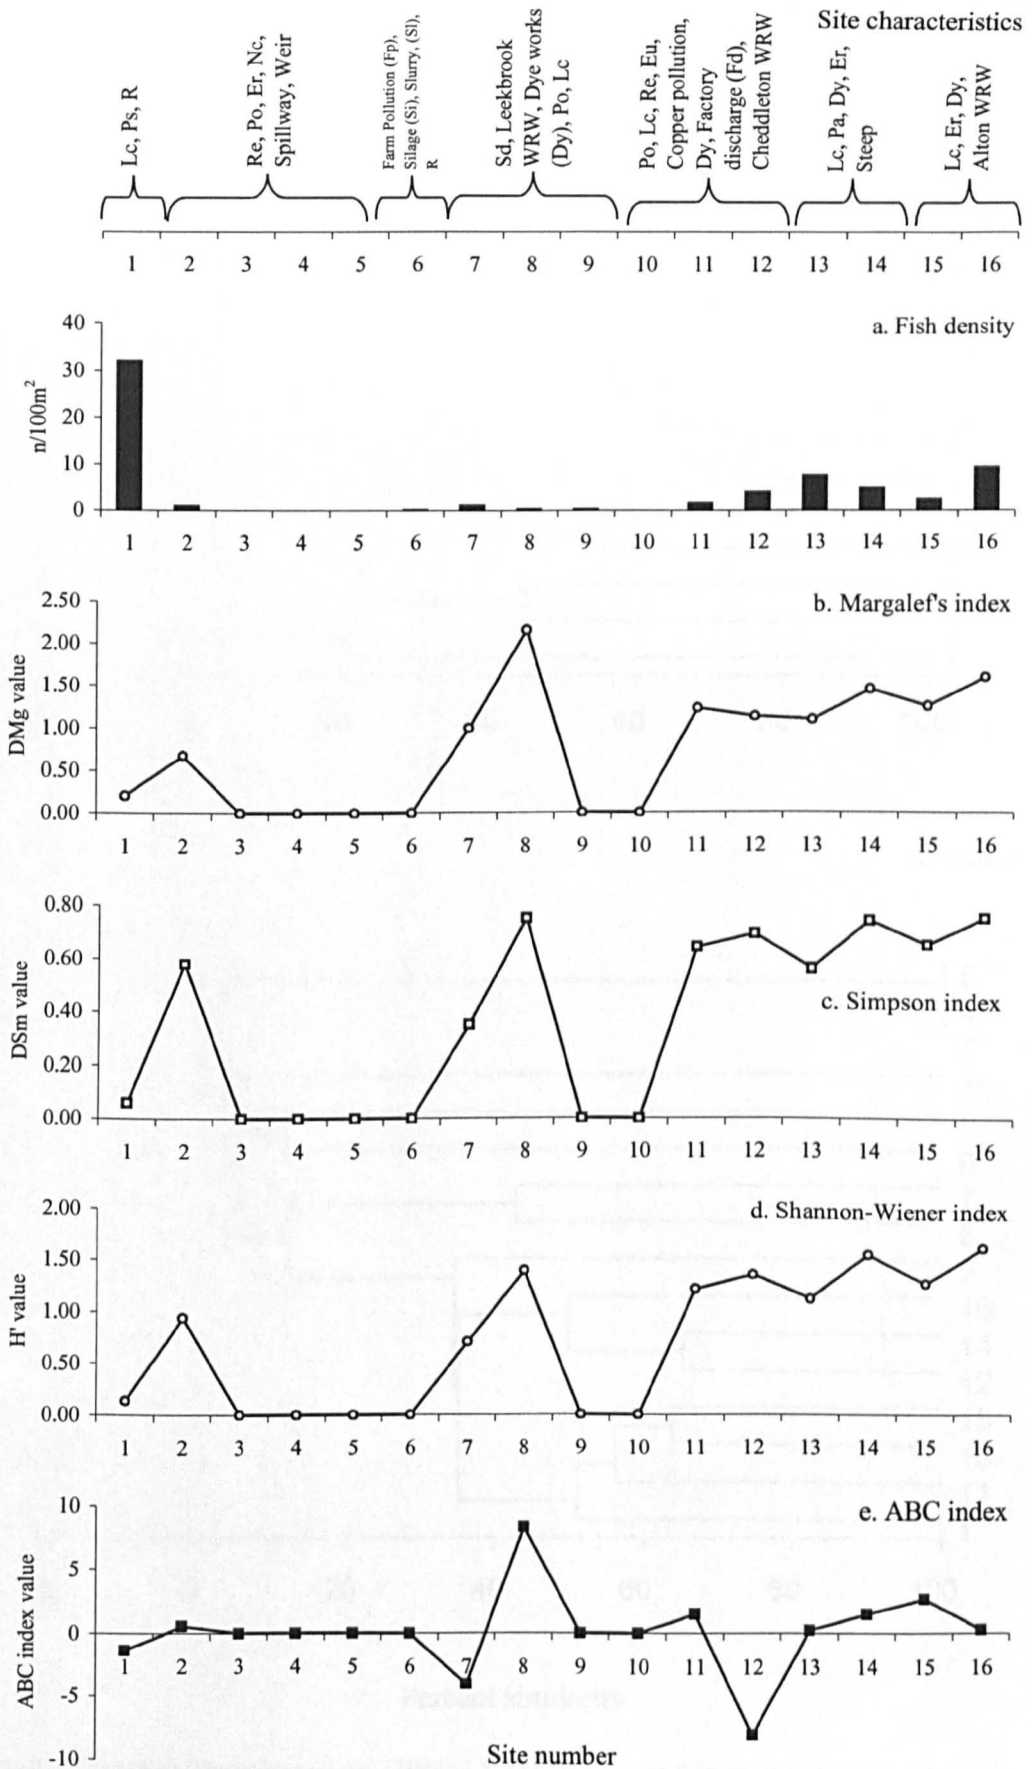 Site characteristics
Lc, Ps, R
Re, Po, Er, Nc,
Spillway, Weir
Farm Pollution (Fp),
Silage (Si), Slurry, (Sl),
R
Sd, Leekbrook
WRW, Dye works
(Dy), Po, Lc
Po, Lc, Re, Eu,
Copper pollution,
Dy, Factory
discharge (Fd),
Cheddleton WRW
Lc, Pa, Dy, Er,
Steep
Lc, Er, Dy,
Alton WRW
1 2 3 4 5 6 7 8 9 10 11 12 13 14 15 16
a. Fish density
n/100m²
40
30
20
10
0
1 2 3 4 5 6 7 8 9 10 11 12 13 14 15 16
b. Margalef's index
DMg value
2.50
2.00
1.50
1.00
0.50
0.00
1 2 3 4 5 6 7 8 9 10 11 12 13 14 15 16
c. Simpson index
DSm value
0.80
0.60
0.40
0.20
0.00
1 2 3 4 5 6 7 8 9 10 11 12 13 14 15 16
d. Shannon-Wiener index
H' value
2.00
1.50
1.00
0.50
0.00
1 2 3 4 5 6 7 8 9 10 11 12 13 14 15 16
e. ABC index
ABC index value
10
5
0
-5
-10
1 2 3 4 5 6 7 8 9 10 11 12 13 14 15 16
Site number